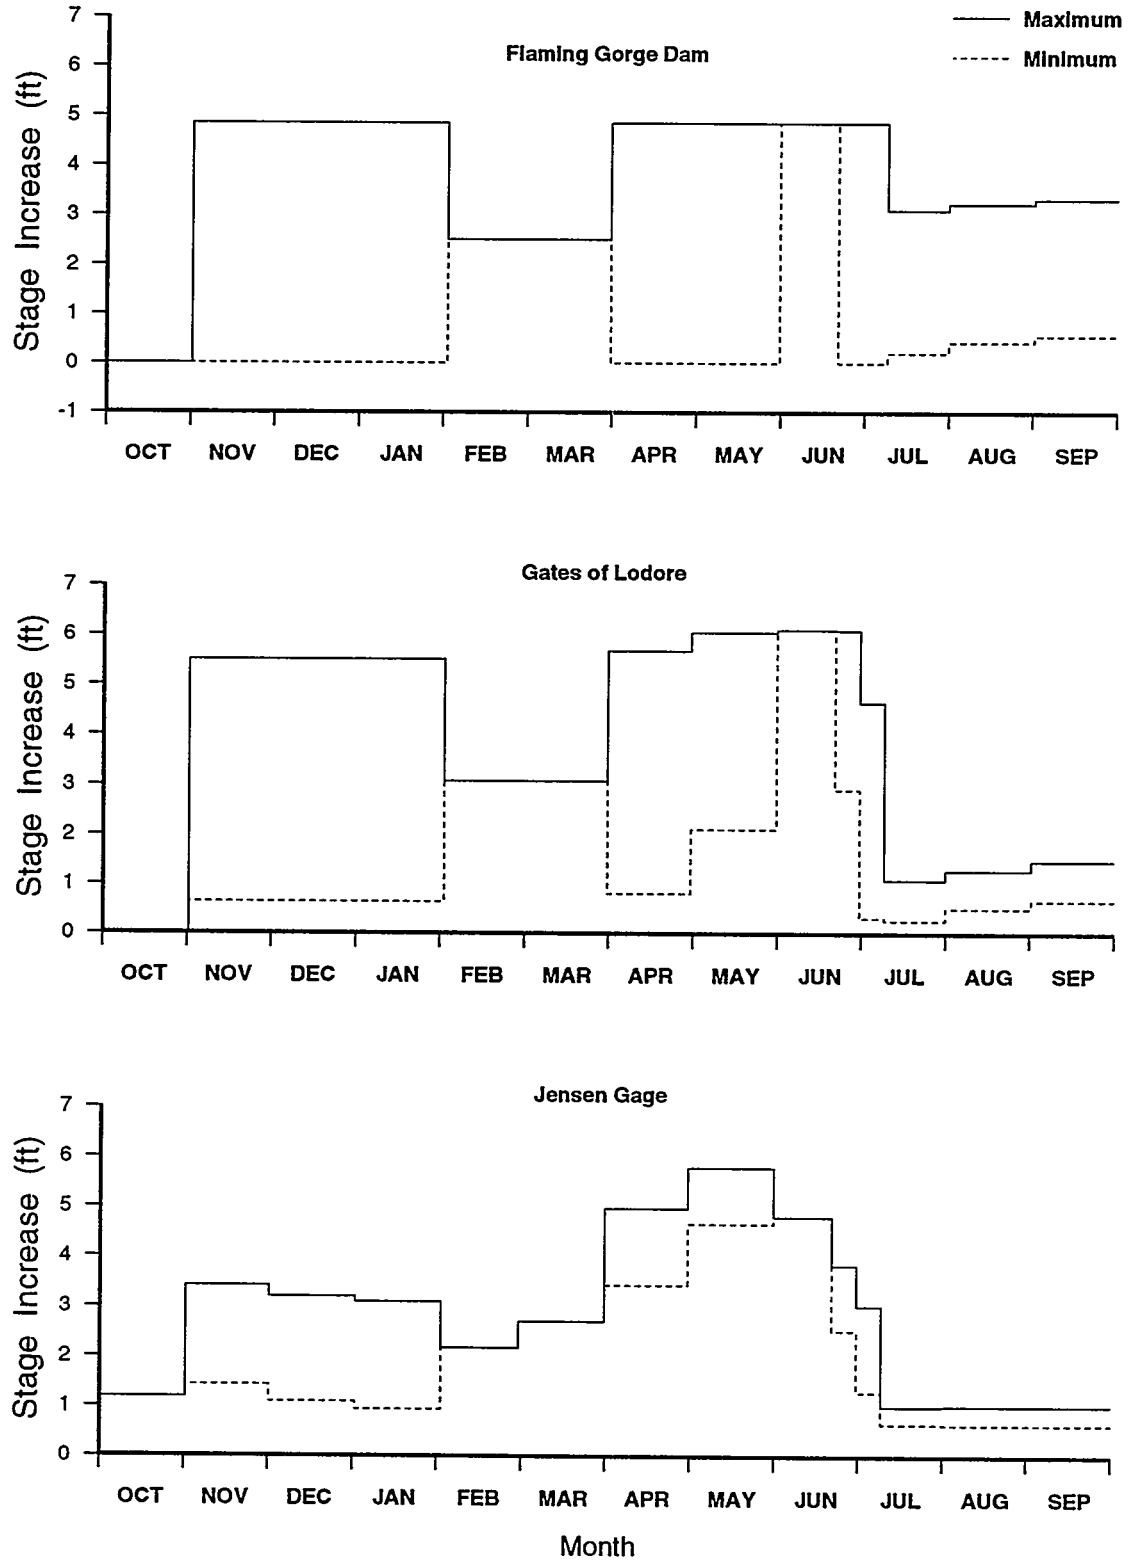 Maximum
Minimum
Flaming Gorge Dam
Stage Increase (ft)
7
6
5
4
3
2
1
0
-1
OCT NOV DEC JAN FEB MAR APR MAY JUN JUL AUG SEP
Gates of Lodore
Stage Increase (ft)
7
6
5
4
3
2
1
0
OCT NOV DEC JAN FEB MAR APR MAY JUN JUL AUG SEP
Jensen Gage
Stage Increase (ft)
7
6
5
4
3
2
1
0
OCT NOV DEC JAN FEB MAR APR MAY JUN JUL AUG SEP
Month